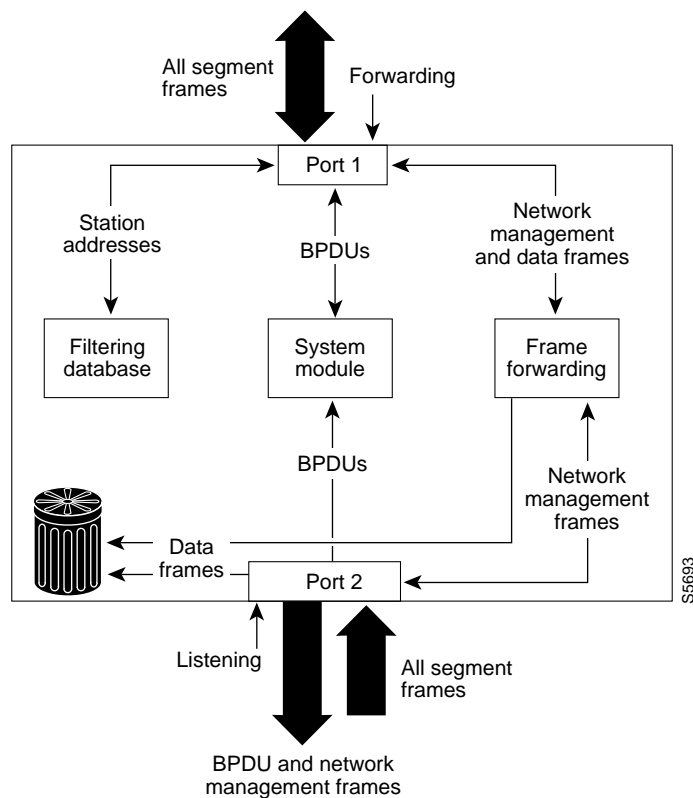 All segment
frames
Forwarding
Port 1
Station
addresses
BPDUs
Network
management
and data frames
Filtering
database
System
module
Frame
forwarding
BPDUs
Network
management
frames
Data
frames
Port 2
S5693
Listening
All segment
frames
BPDU and network
management frames